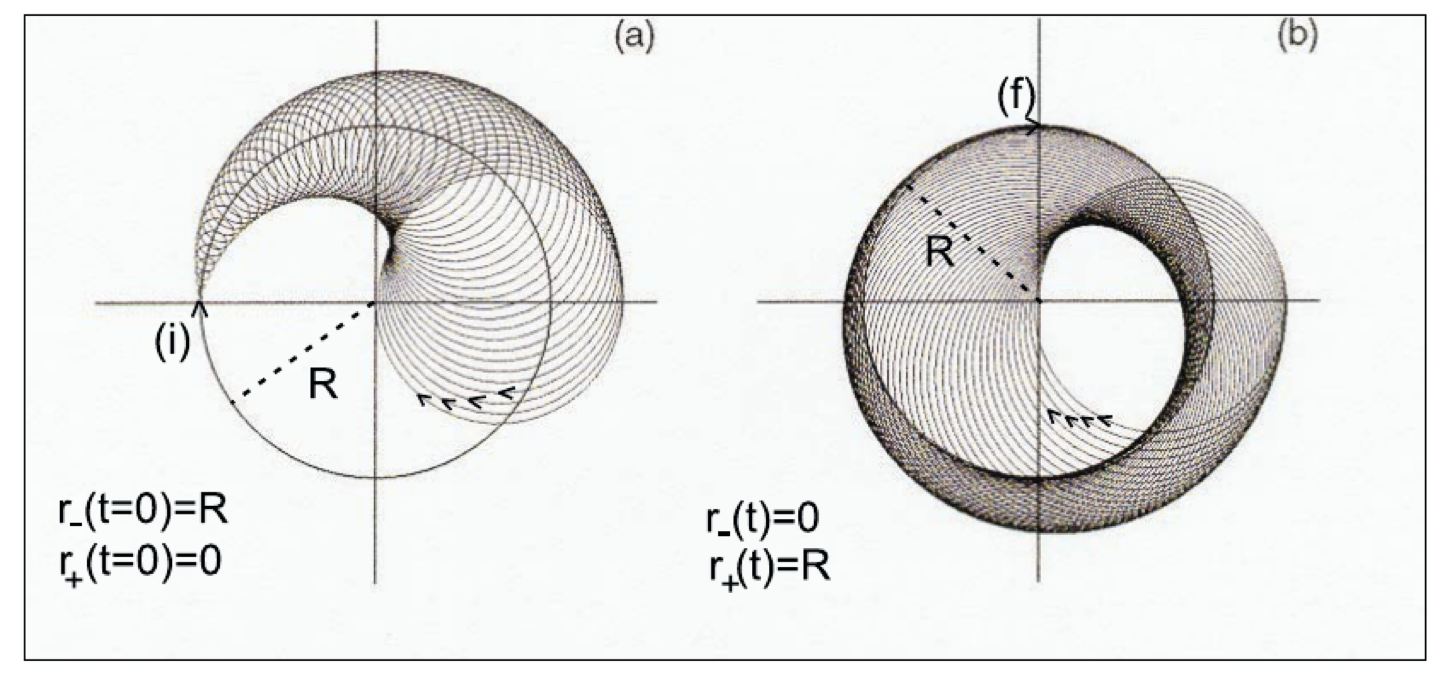 (a)
(i)
R
r₋(t=0)=R
r₊(t=0)=0
(b)
(f)
R
r₋(t)=0
r₊(t)=R